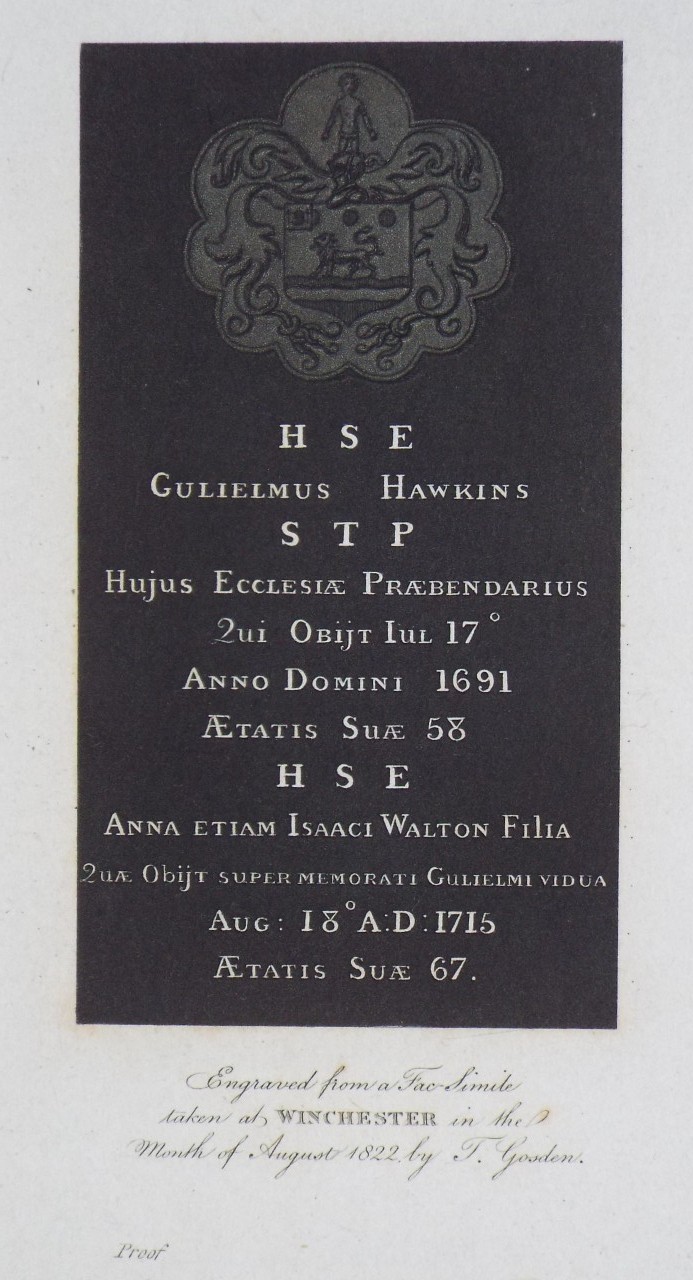 H S E
GULIELMUS HAWKINS
S T P
Hujus ECCLESIÆ PRÆBENDARIUS
Qui OBIJT IUL 17°
ANNO DOMINI 1691
ÆTATIS SUÆ 58
H S E
ANNA ETIAM ISAACI WALTON FILIA
QUÆ ObIJT SUPER MEMORATI GULIELMI VIDUA
AUG: 18° A:D:1715
ÆTATIS SUÆ 67.
Engraved from a Fac-Simile
taken at WINCHESTER in the
Month of August 1822 by T. Gosden.
Proof